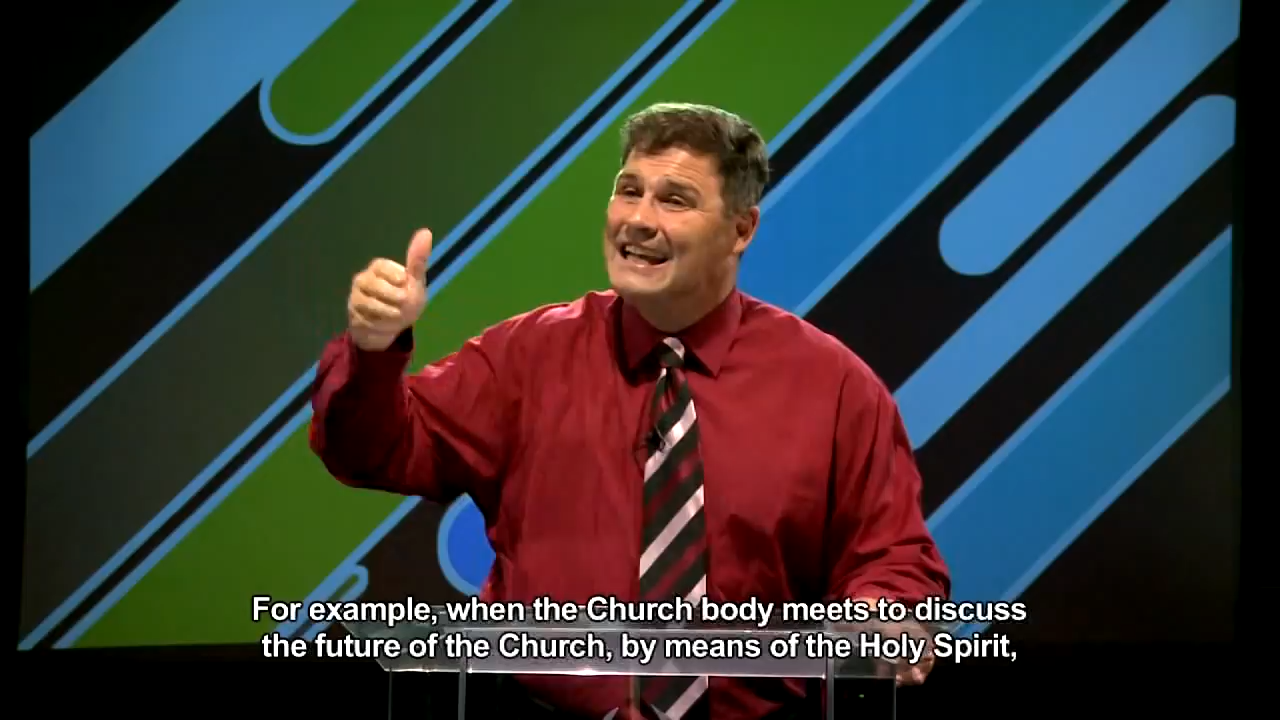 For example, when the Church body meets to discuss
the future of the Church, by means of the Holy Spirit,